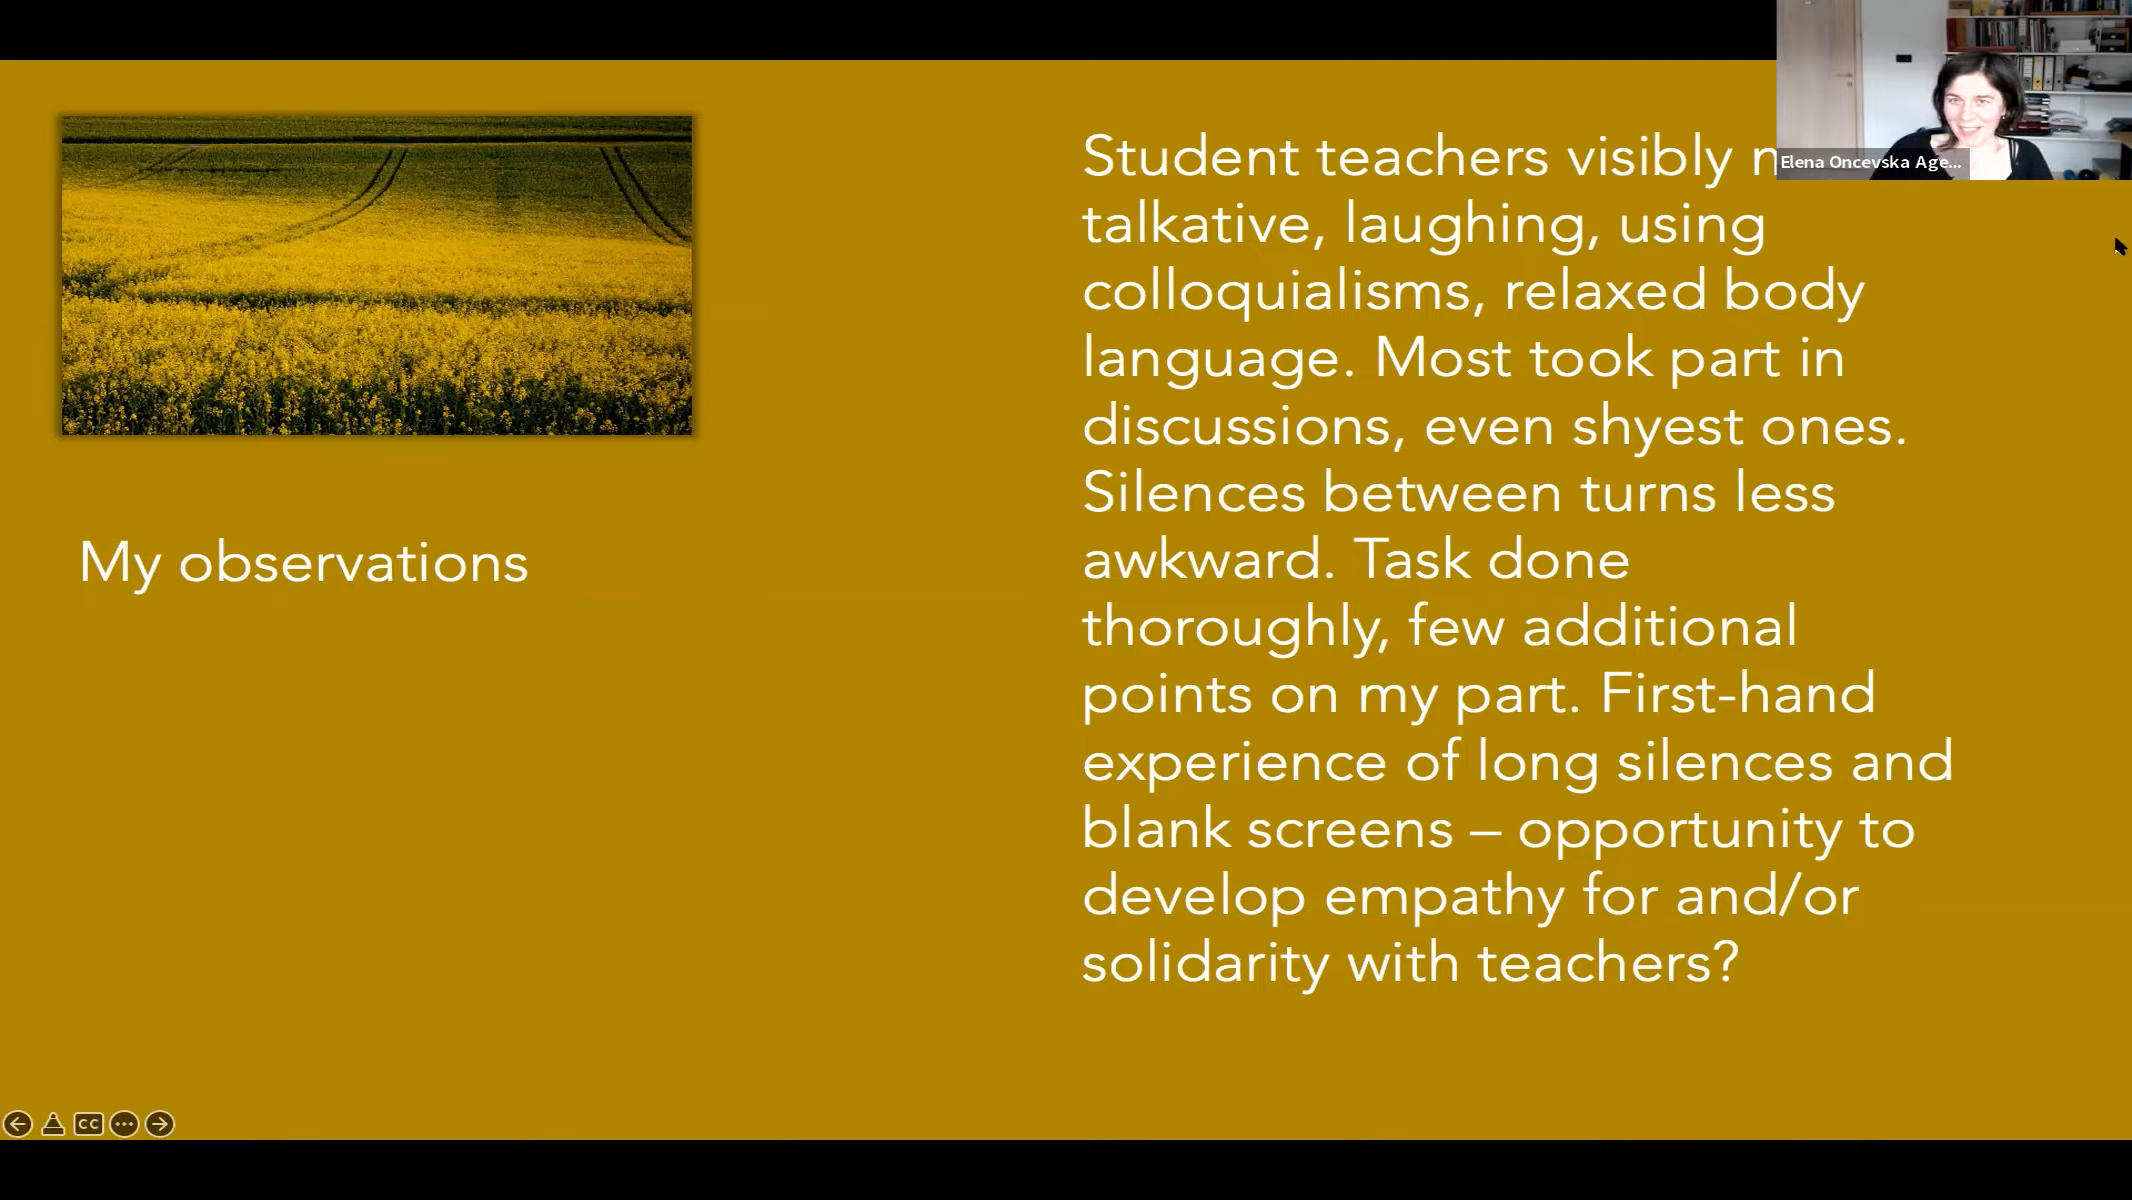 Elena Oncevska Age...
Student teachers visibly
talkative, laughing, using
colloquialisms, relaxed body
language. Most took part in
discussions, even shyest ones.
Silences between turns less
awkward. Task done
thoroughly, few additional
points on my part. First-hand
experience of long silences and
blank screens – opportunity to
develop empathy for and/or
solidarity with teachers?
My observations
CC